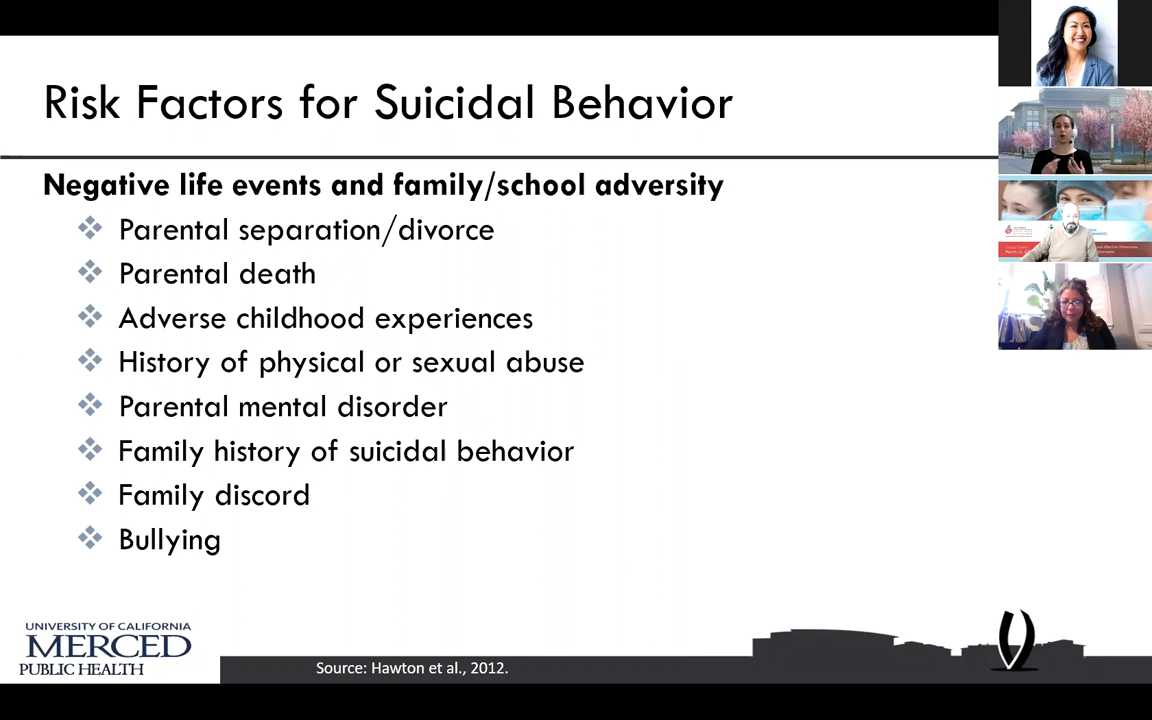 Risk Factors for Suicidal Behavior
Negative life events and family/school adversity
Parental separation/divorce
Parental death
Adverse childhood experiences
History of physical or sexual abuse
Parental mental disorder
Family history of suicidal behavior
Family discord
Bullying
UNIVERSITY OF CALIFORNIA
MERCED
PUBLIC HEALTH
Source: Hawton et al., 2012.